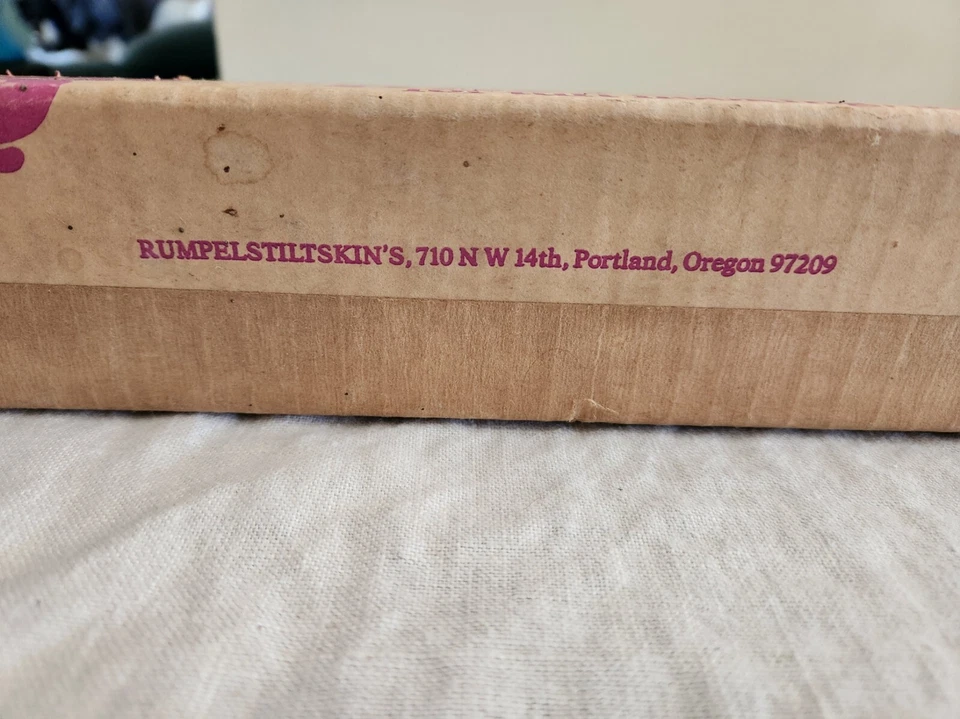 RUMPELSTILTSKIN'S, 710 N W 14th, Portland, Oregon 97209